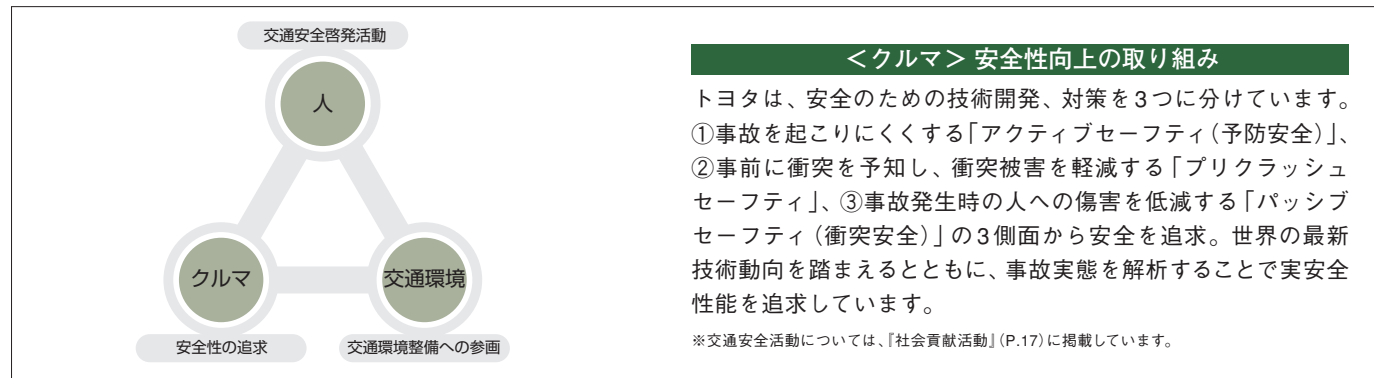 交通安全啓発活動
人
クルマ
交通環境
安全性の追求
交通環境整備への参画
＜クルマ＞ 安全性向上の取り組み
トヨタは、安全のための技術開発、対策を3つに分けています。
①事故を起こりにくくする「アクティブセーフティ（予防安全）」、
②事前に衝突を予知し、衝突被害を軽減する「プリクラッシュ
セーフティ」、③事故発生時の人への傷害を低減する「パッシブ
セーフティ（衝突安全）」の3側面から安全を追求。世界の最新
技術動向を踏まえるとともに、事故実態を解析することで実安全
性能を追求しています。
※交通安全活動については、『社会貢献活動』（P.17）に掲載しています。